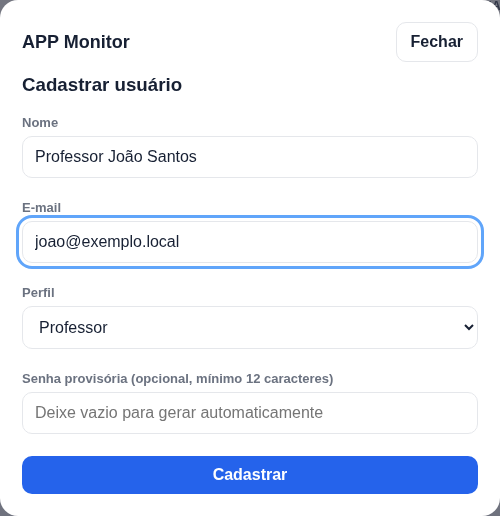 APP Monitor
Fechar
Cadastrar usuário
Nome
Professor João Santos
E-mail
joao@exemplo.local
Perfil
Professor
Senha provisória (opcional, mínimo 12 caracteres)
Deixe vazio para gerar automaticamente
Cadastrar